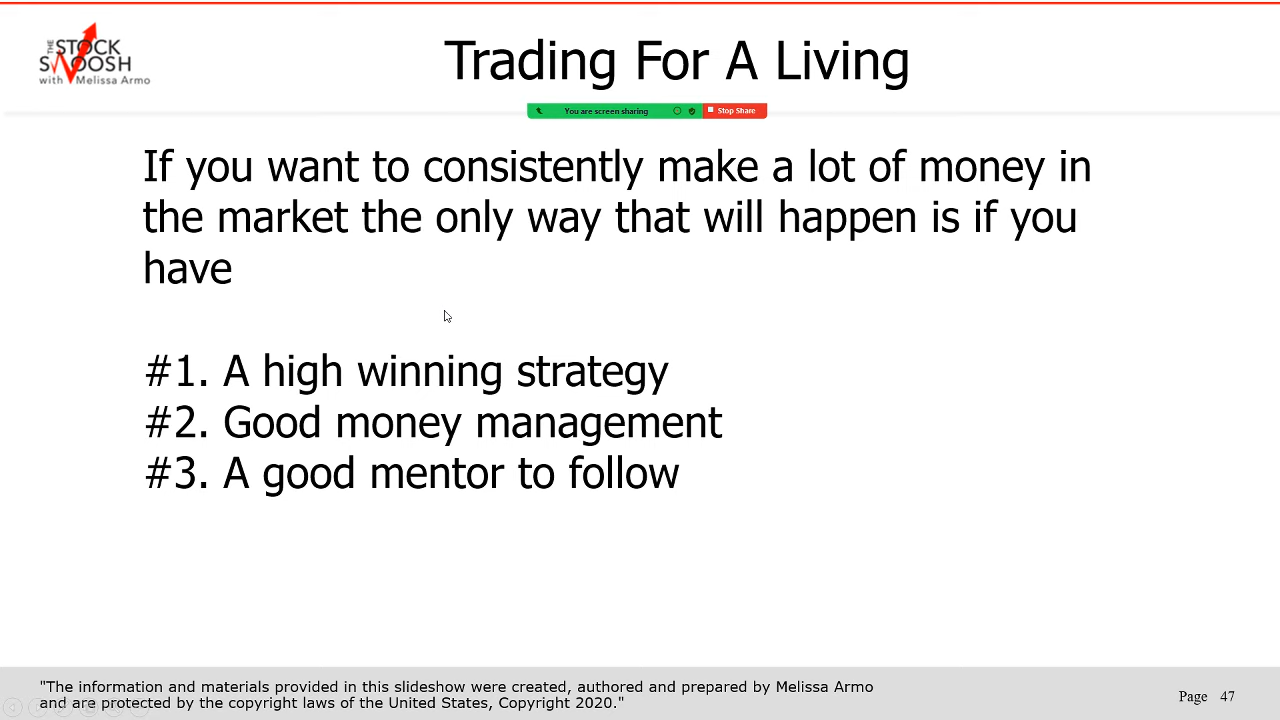 THE STOCK
SWOOSH
with Melissa Armo
Trading For A Living
You are screen sharing
Stop Share
If you want to consistently make a lot of money in
the market the only way that will happen is if you
have
#1. A high winning strategy
#2. Good money management
#3. A good mentor to follow
"The information and materials provided in this slideshow were created, authored and prepared by Melissa Armo
and are protected by the copyright laws of the United States, Copyright 2020."
Page 47